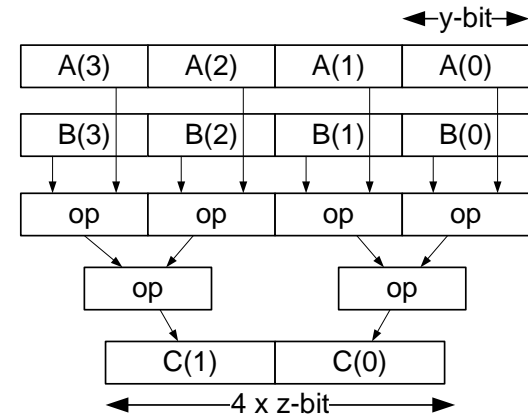 y-bit
A(3) A(2) A(1) A(0)
B(3) B(2) B(1) B(0)
op op op op
op op
C(1) C(0)
4 x z-bit